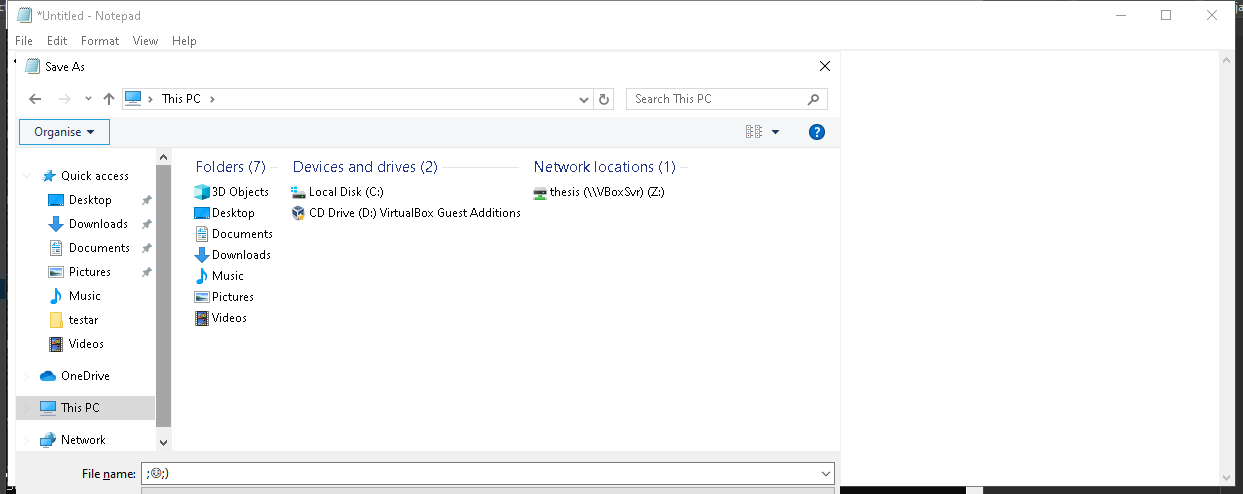 *Untitled - Notepad
File Edit Format View Help
Save As
This PC
Search This PC
Organise
Quick access
Desktop
Downloads
Documents
Pictures
Music
testar
Videos
OneDrive
This PC
Network
Folders (7)
3D Objects
Desktop
Documents
Downloads
Music
Pictures
Videos
Devices and drives (2)
Local Disk (C:)
CD Drive (D:) VirtualBox Guest Additions
Network locations (1)
thesis (\\VBoxSvr) (Z:)
File name: ;☺;)